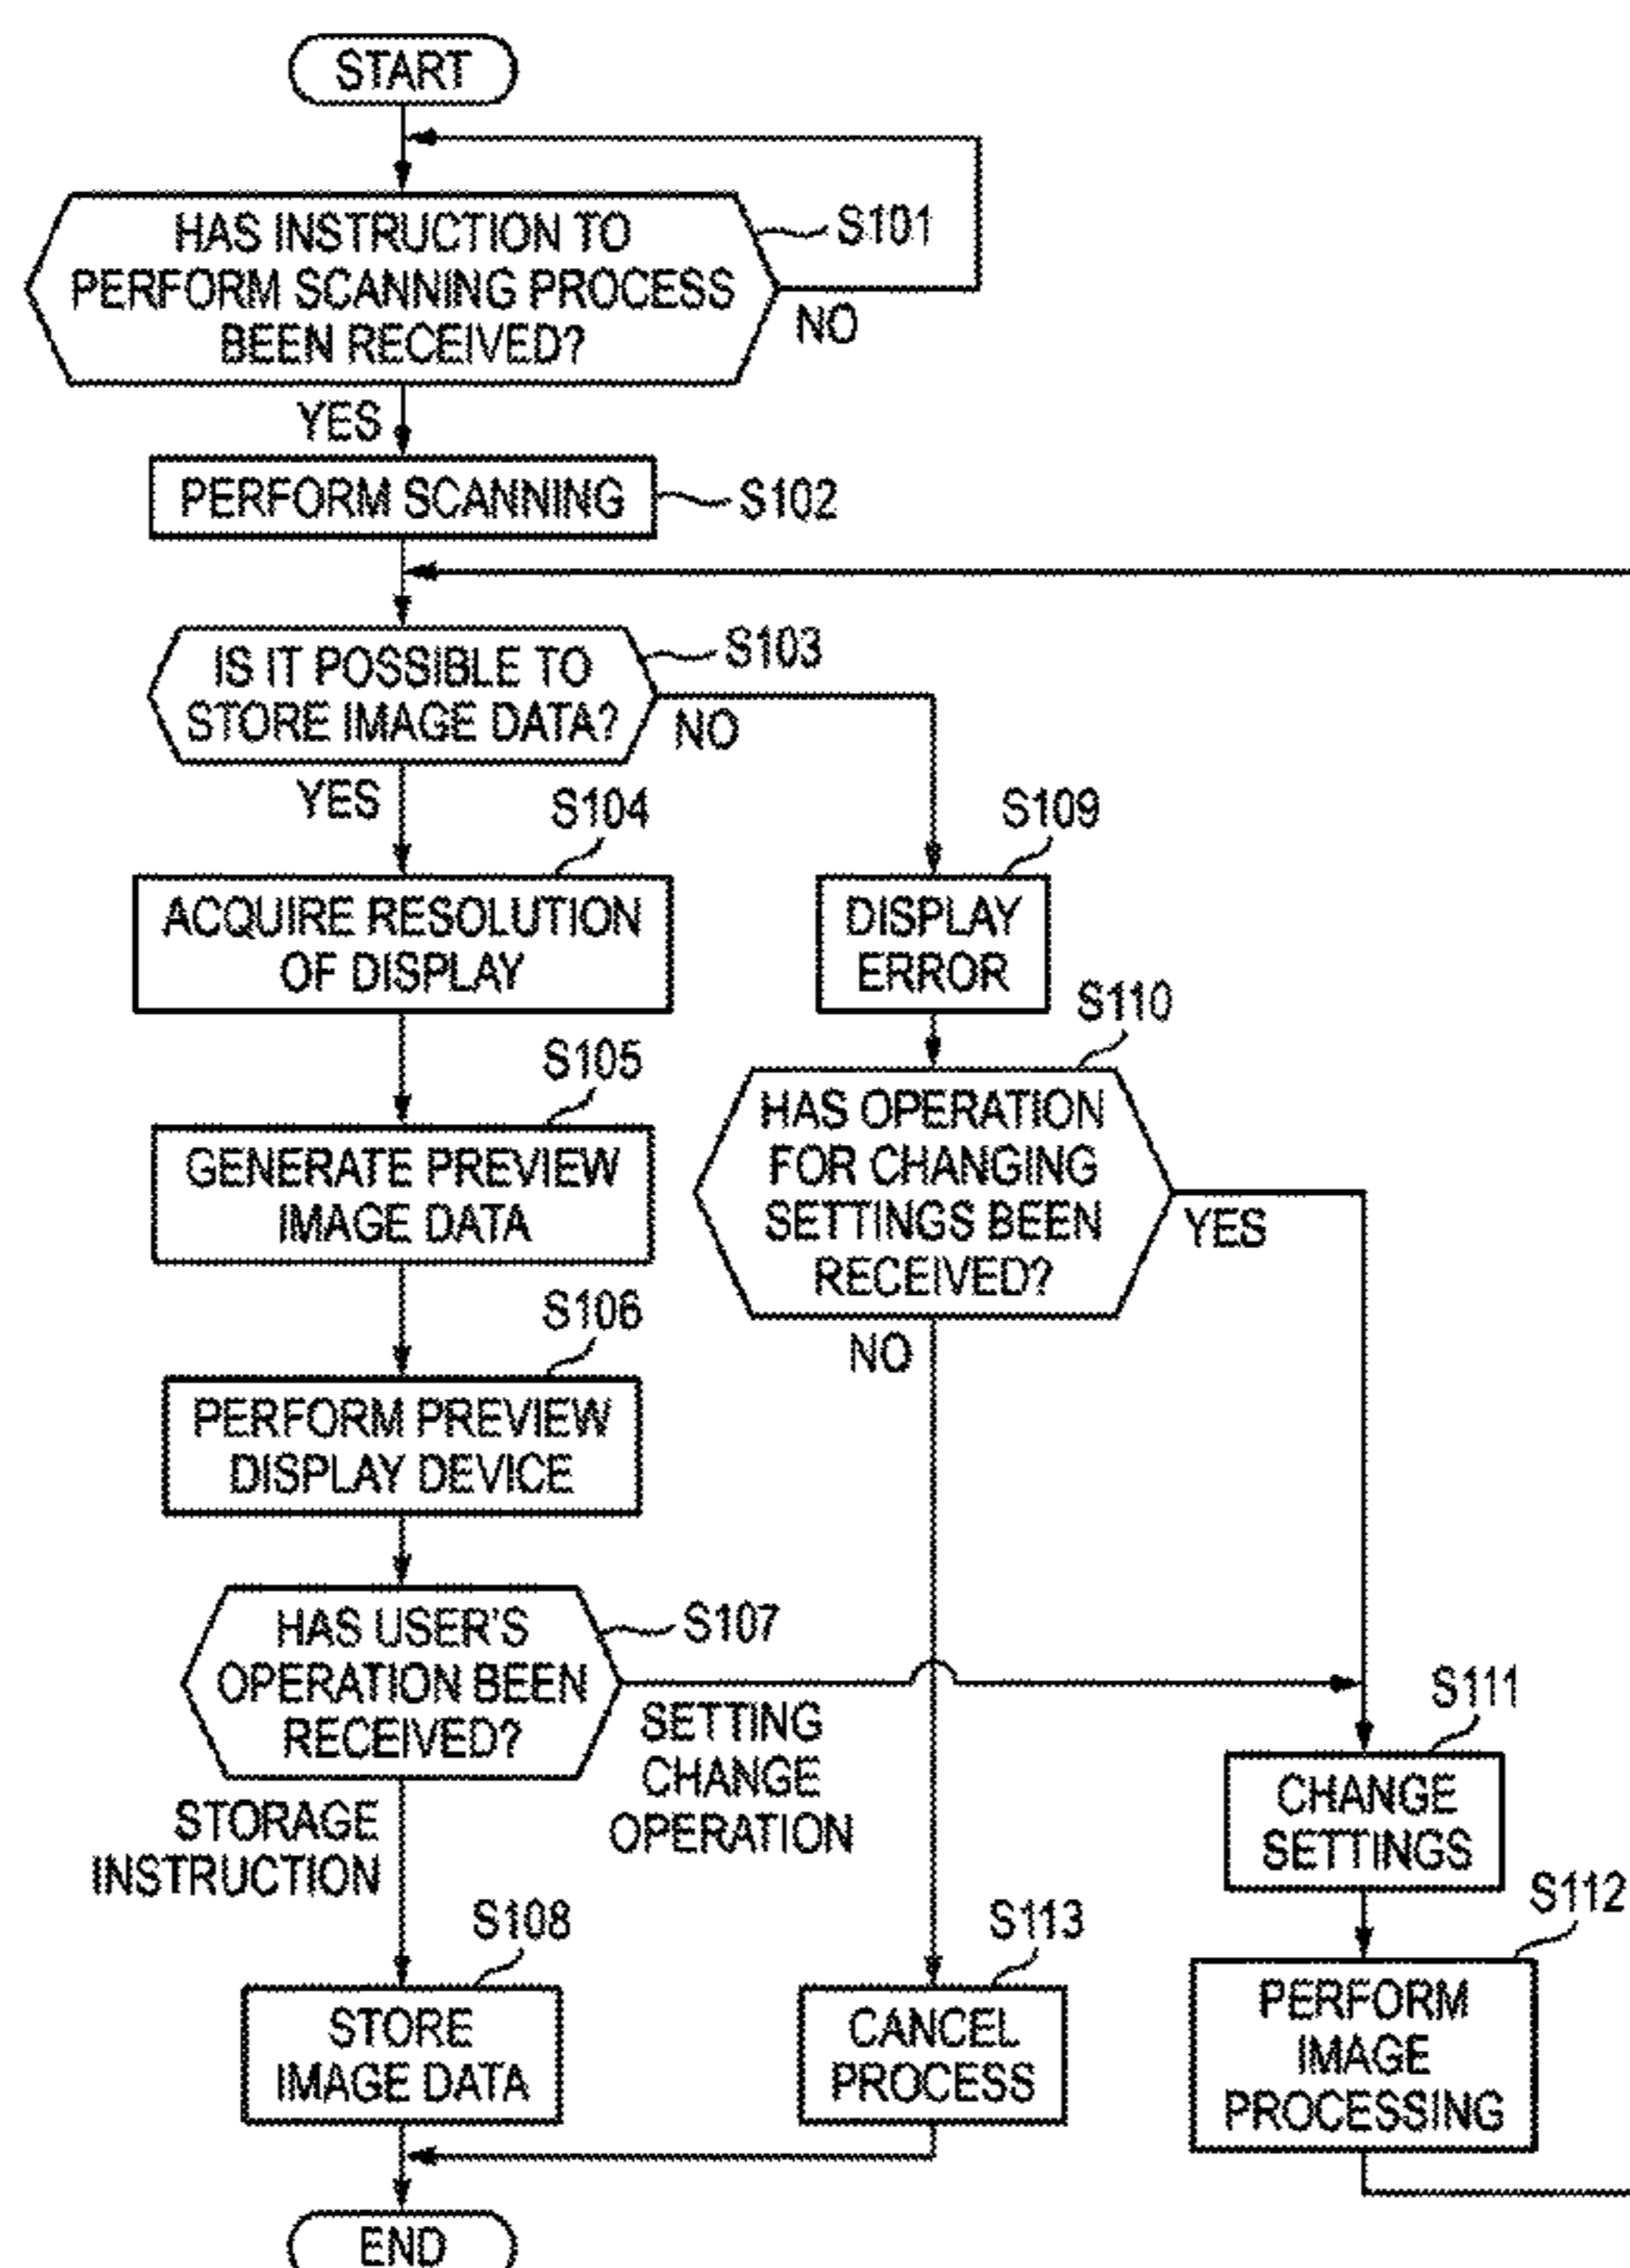 START
HAS INSTRUCTION TO
PERFORM SCANNING PROCESS
BEEN RECEIVED?
S101
NO
YES
PERFORM SCANNING
S102
IS IT POSSIBLE TO
STORE IMAGE DATA?
S103
NO
YES
S104
ACQUIRE RESOLUTION
OF DISPLAY
S109
DISPLAY
ERROR
S105
GENERATE PREVIEW
IMAGE DATA
S110
HAS OPERATION
FOR CHANGING
SETTINGS BEEN
RECEIVED?
YES
NO
S106
PERFORM PREVIEW
DISPLAY DEVICE
HAS USER'S
OPERATION BEEN
RECEIVED?
S107
SETTING
CHANGE
OPERATION
STORAGE
INSTRUCTION
S111
CHANGE
SETTINGS
S108
STORE
IMAGE DATA
S113
CANCEL
PROCESS
S112
PERFORM
IMAGE
PROCESSING
END